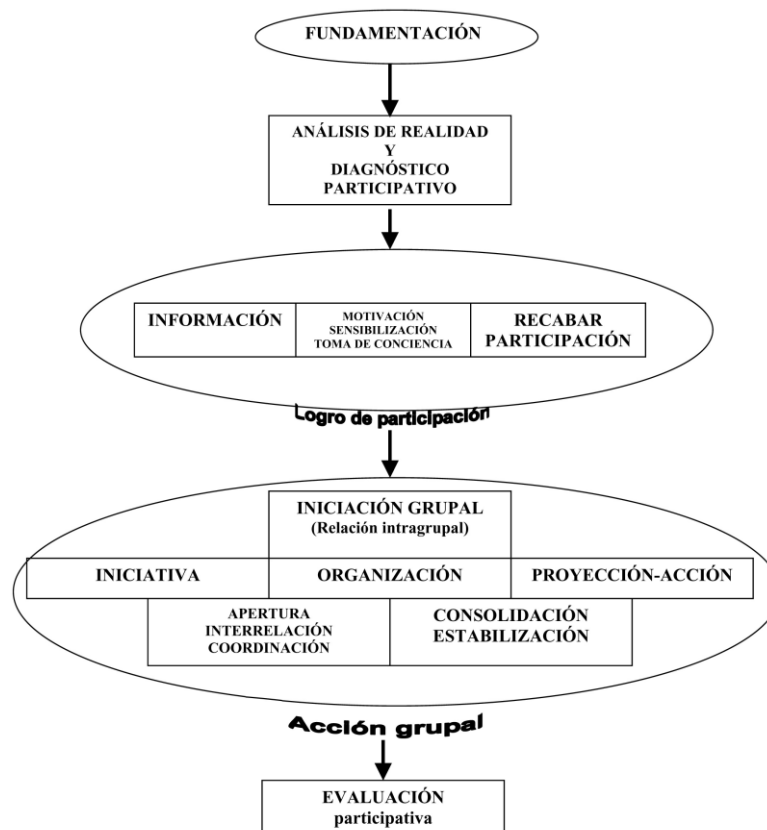 FUNDAMENTACIÓN
ANÁLISIS DE REALIDAD
Y
DIAGNÓSTICO
PARTICIPATIVO
INFORMACIÓN
MOTIVACIÓN
SENSIBILIZACIÓN
TOMA DE CONCIENCIA
RECABAR
PARTICIPACIÓN
Logro de participación
INICIACIÓN GRUPAL
(Relación intragrupal)
INICIATIVA
ORGANIZACIÓN
PROYECCIÓN-ACCIÓN
APERTURA
INTERRELACIÓN
COORDINACIÓN
CONSOLIDACIÓN
ESTABILIZACIÓN
Acción grupal
EVALUACIÓN
participativa